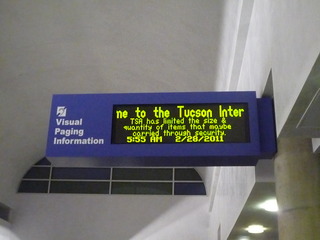 Visual
Paging
Information
ne to the Tucson Inter
TSA has limited the size &
quantity of items that maybe
carried through security.
5:55 AM 2/20/2011